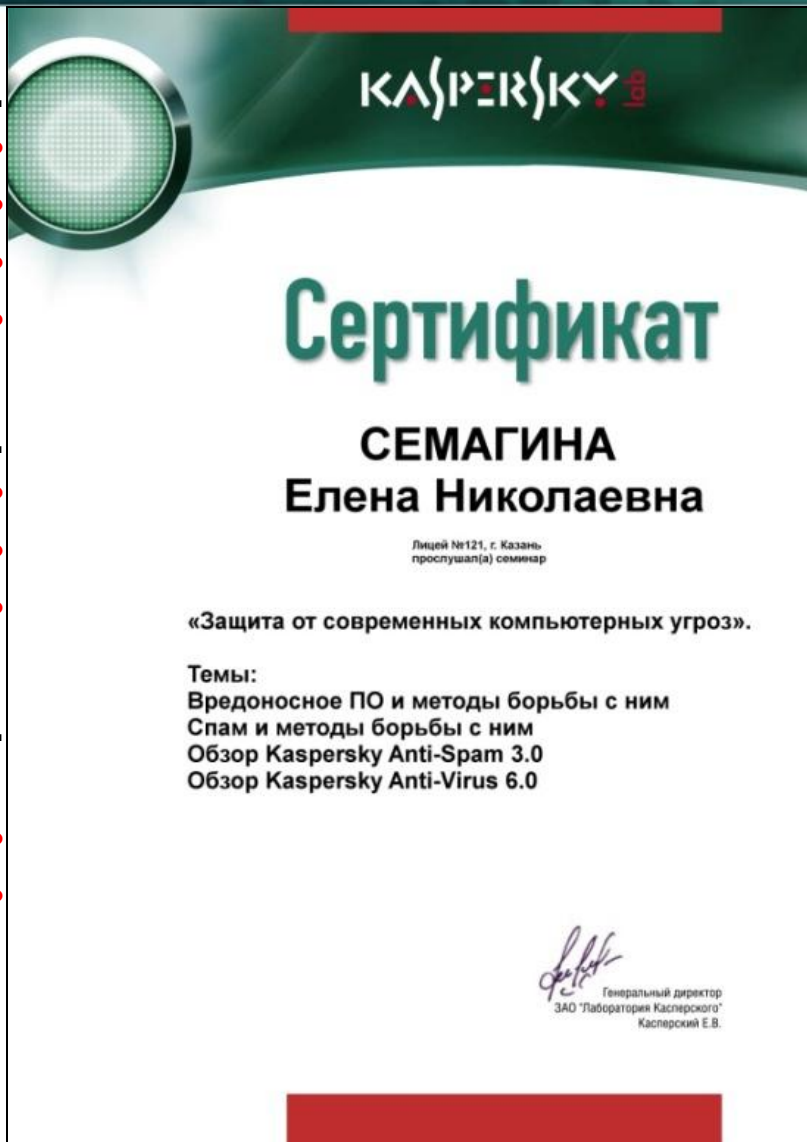 KASPERSKY lab
Сертификат
СЕМАГИНА
Елена Николаевна
Лицей №121, г. Казань
прослушал(а) семинар
«Защита от современных компьютерных угроз».
Темы:
Вредоносное ПО и методы борьбы с ним
Спам и методы борьбы с ним
Обзор Kaspersky Anti-Spam 3.0
Обзор Kaspersky Anti-Virus 6.0
Генеральный директор
ЗАО "Лаборатория Касперского"
Касперский Е.В.